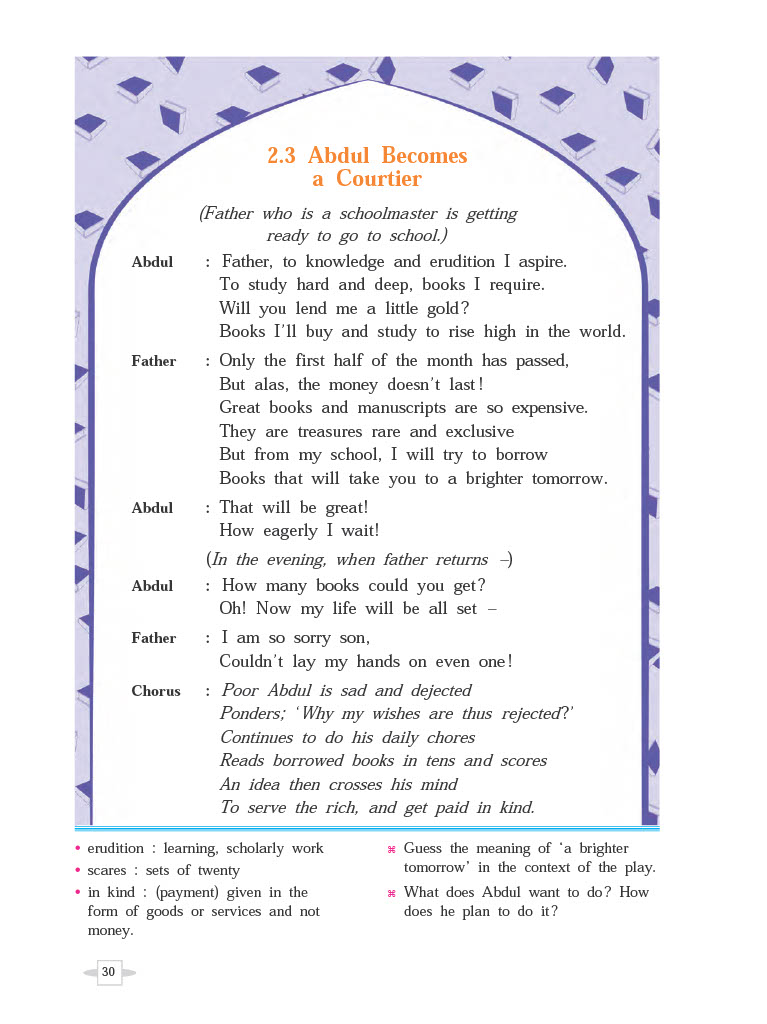 2.3 Abdul Becomes
a Courtier
(Father who is a schoolmaster is getting
ready to go to school.)
Abdul : Father, to knowledge and erudition I aspire.
To study hard and deep, books I require.
Will you lend me a little gold?
Books I'll buy and study to rise high in the world.
Father : Only the first half of the month has passed,
But alas, the money doesn't last!
Great books and manuscripts are so expensive.
They are treasures rare and exclusive
But from my school, I will try to borrow
Books that will take you to a brighter tomorrow.
Abdul : That will be great!
How eagerly I wait!
(In the evening, when father returns –)
Abdul : How many books could you get?
Oh! Now my life will be all set –
Father : I am so sorry son,
Couldn't lay my hands on even one!
Chorus : Poor Abdul is sad and dejected
Ponders; 'Why my wishes are thus rejected?'
Continues to do his daily chores
Reads borrowed books in tens and scores
An idea then crosses his mind
To serve the rich, and get paid in kind.
• erudition : learning, scholarly work
• scares : sets of twenty
• in kind : (payment) given in the
form of goods or services and not
money.
⌘ Guess the meaning of 'a brighter
tomorrow' in the context of the play.
⌘ What does Abdul want to do? How
does he plan to do it?
30